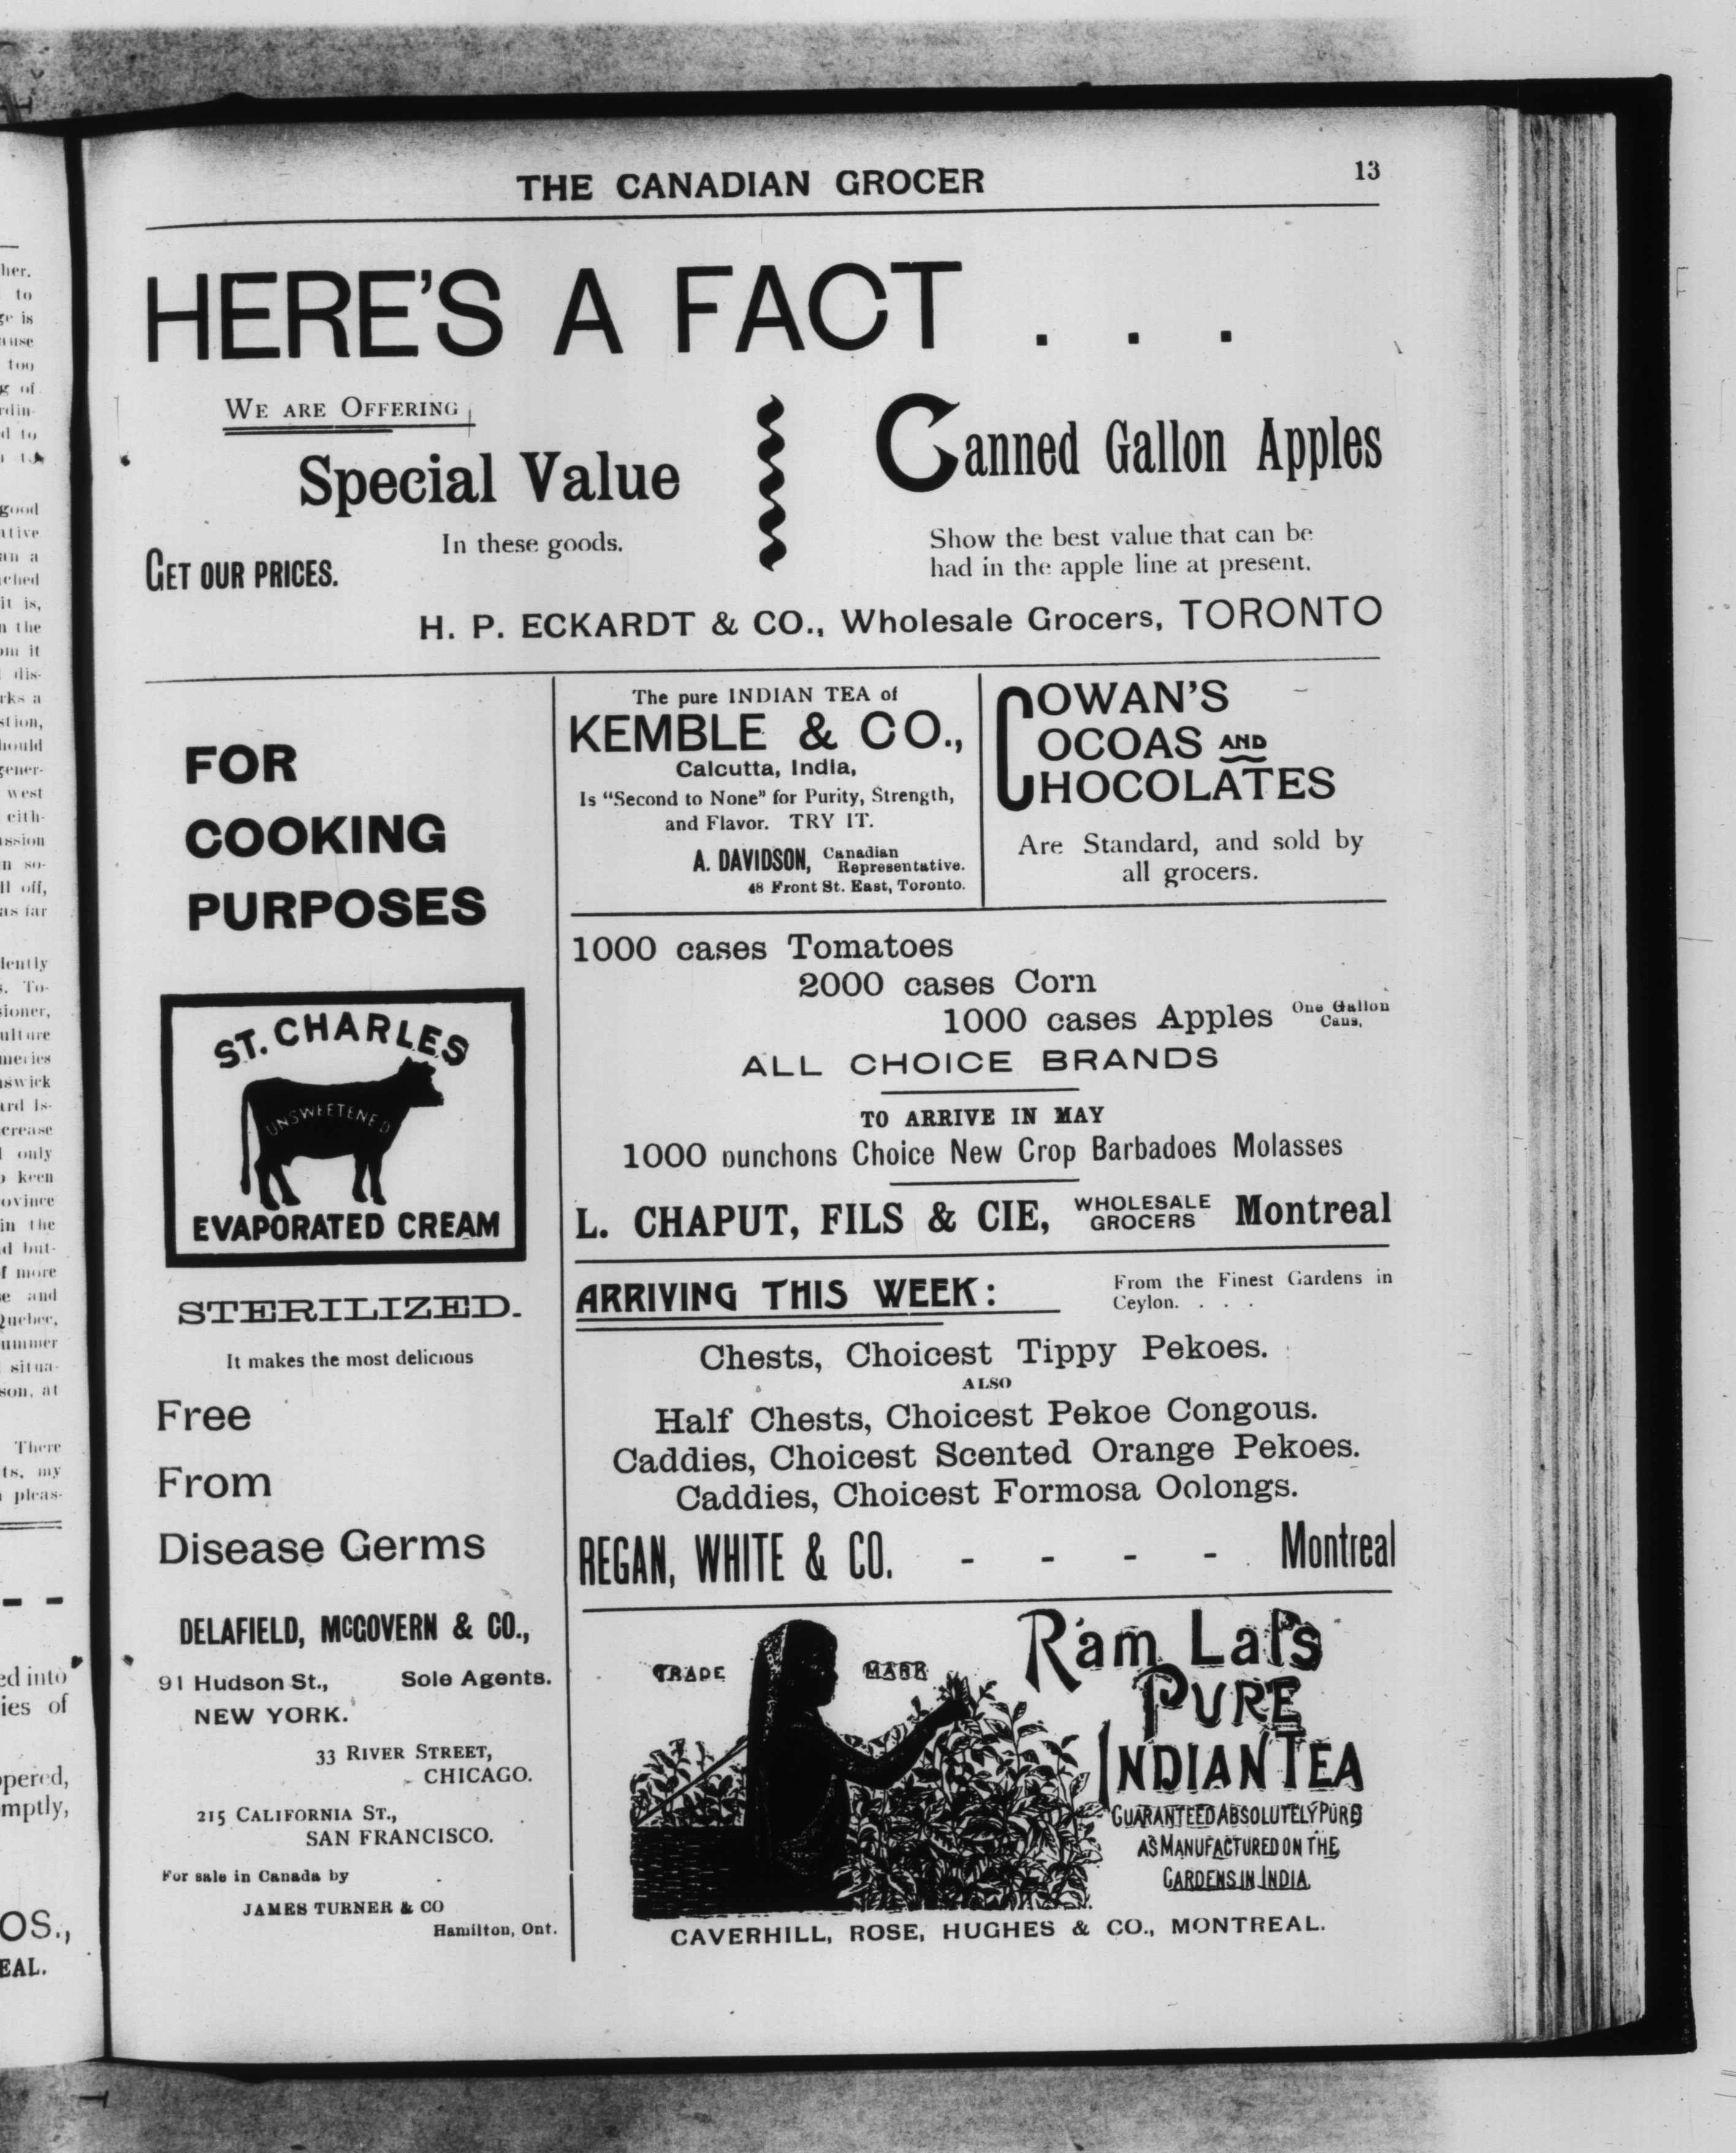 THE CANADIAN GROCER
13
HERE'S A FACT . . .
WE ARE OFFERING
Special Value
In these goods.
GET OUR PRICES.
Canned Gallon Apples
Show the best value that can be
had in the apple line at present.
H. P. ECKARDT & CO., Wholesale Grocers, TORONTO
FOR
COOKING
PURPOSES
ST. CHARLES
UNSWEETENED
EVAPORATED CREAM
STERILIZED.
It makes the most delicious
Free
From
Disease Germs
DELAFIELD, McGOVERN & CO.,
91 Hudson St., Sole Agents.
NEW YORK.
33 RIVER STREET,
CHICAGO.
215 CALIFORNIA ST.,
SAN FRANCISCO.
For sale in Canada by
JAMES TURNER & CO
Hamilton, Ont.
The pure INDIAN TEA of
KEMBLE & CO.,
Calcutta, India,
Is "Second to None" for Purity, Strength,
and Flavor. TRY IT.
A. DAVIDSON, Canadian
Representative.
48 Front St. East, Toronto.
COWAN'S
COCOAS AND
CHOCOLATES
Are Standard, and sold by
all grocers.
1000 cases Tomatoes
2000 cases Corn
1000 cases Apples One Gallon
Cans,
ALL CHOICE BRANDS
TO ARRIVE IN MAY
1000 punchons Choice New Crop Barbadoes Molasses
L. CHAPUT, FILS & CIE, WHOLESALE
GROCERS Montreal
ARRIVING THIS WEEK:
From the Finest Gardens in
Ceylon. . . .
Chests, Choicest Tippy Pekoes.
ALSO
Half Chests, Choicest Pekoe Congous.
Caddies, Choicest Scented Orange Pekoes.
Caddies, Choicest Formosa Oolongs.
REGAN, WHITE & CO. - - - - Montreal
TRADE MARK
Ram Lal's
PURE
INDIAN TEA
GUARANTEED ABSOLUTELY PURE
AS MANUFACTURED ON THE
GARDENS IN INDIA
CAVERHILL, ROSE, HUGHES & CO., MONTREAL.